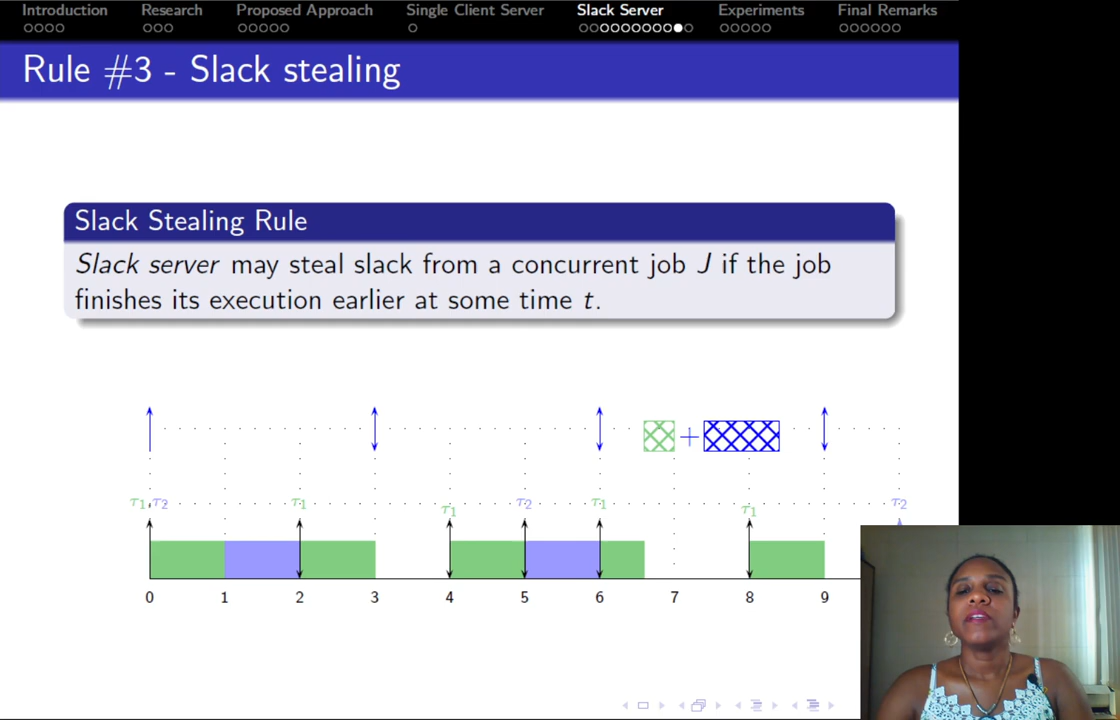 Introduction Research Proposed Approach Single Client Server Slack Server Experiments Final Remarks
Rule #3 - Slack stealing
Slack Stealing Rule
Slack server may steal slack from a concurrent job J if the job
finishes its execution earlier at some time t.
+
τ1,τ2 τ1 τ1 τ2 τ1 τ1 τ2
0 1 2 3 4 5 6 7 8 9